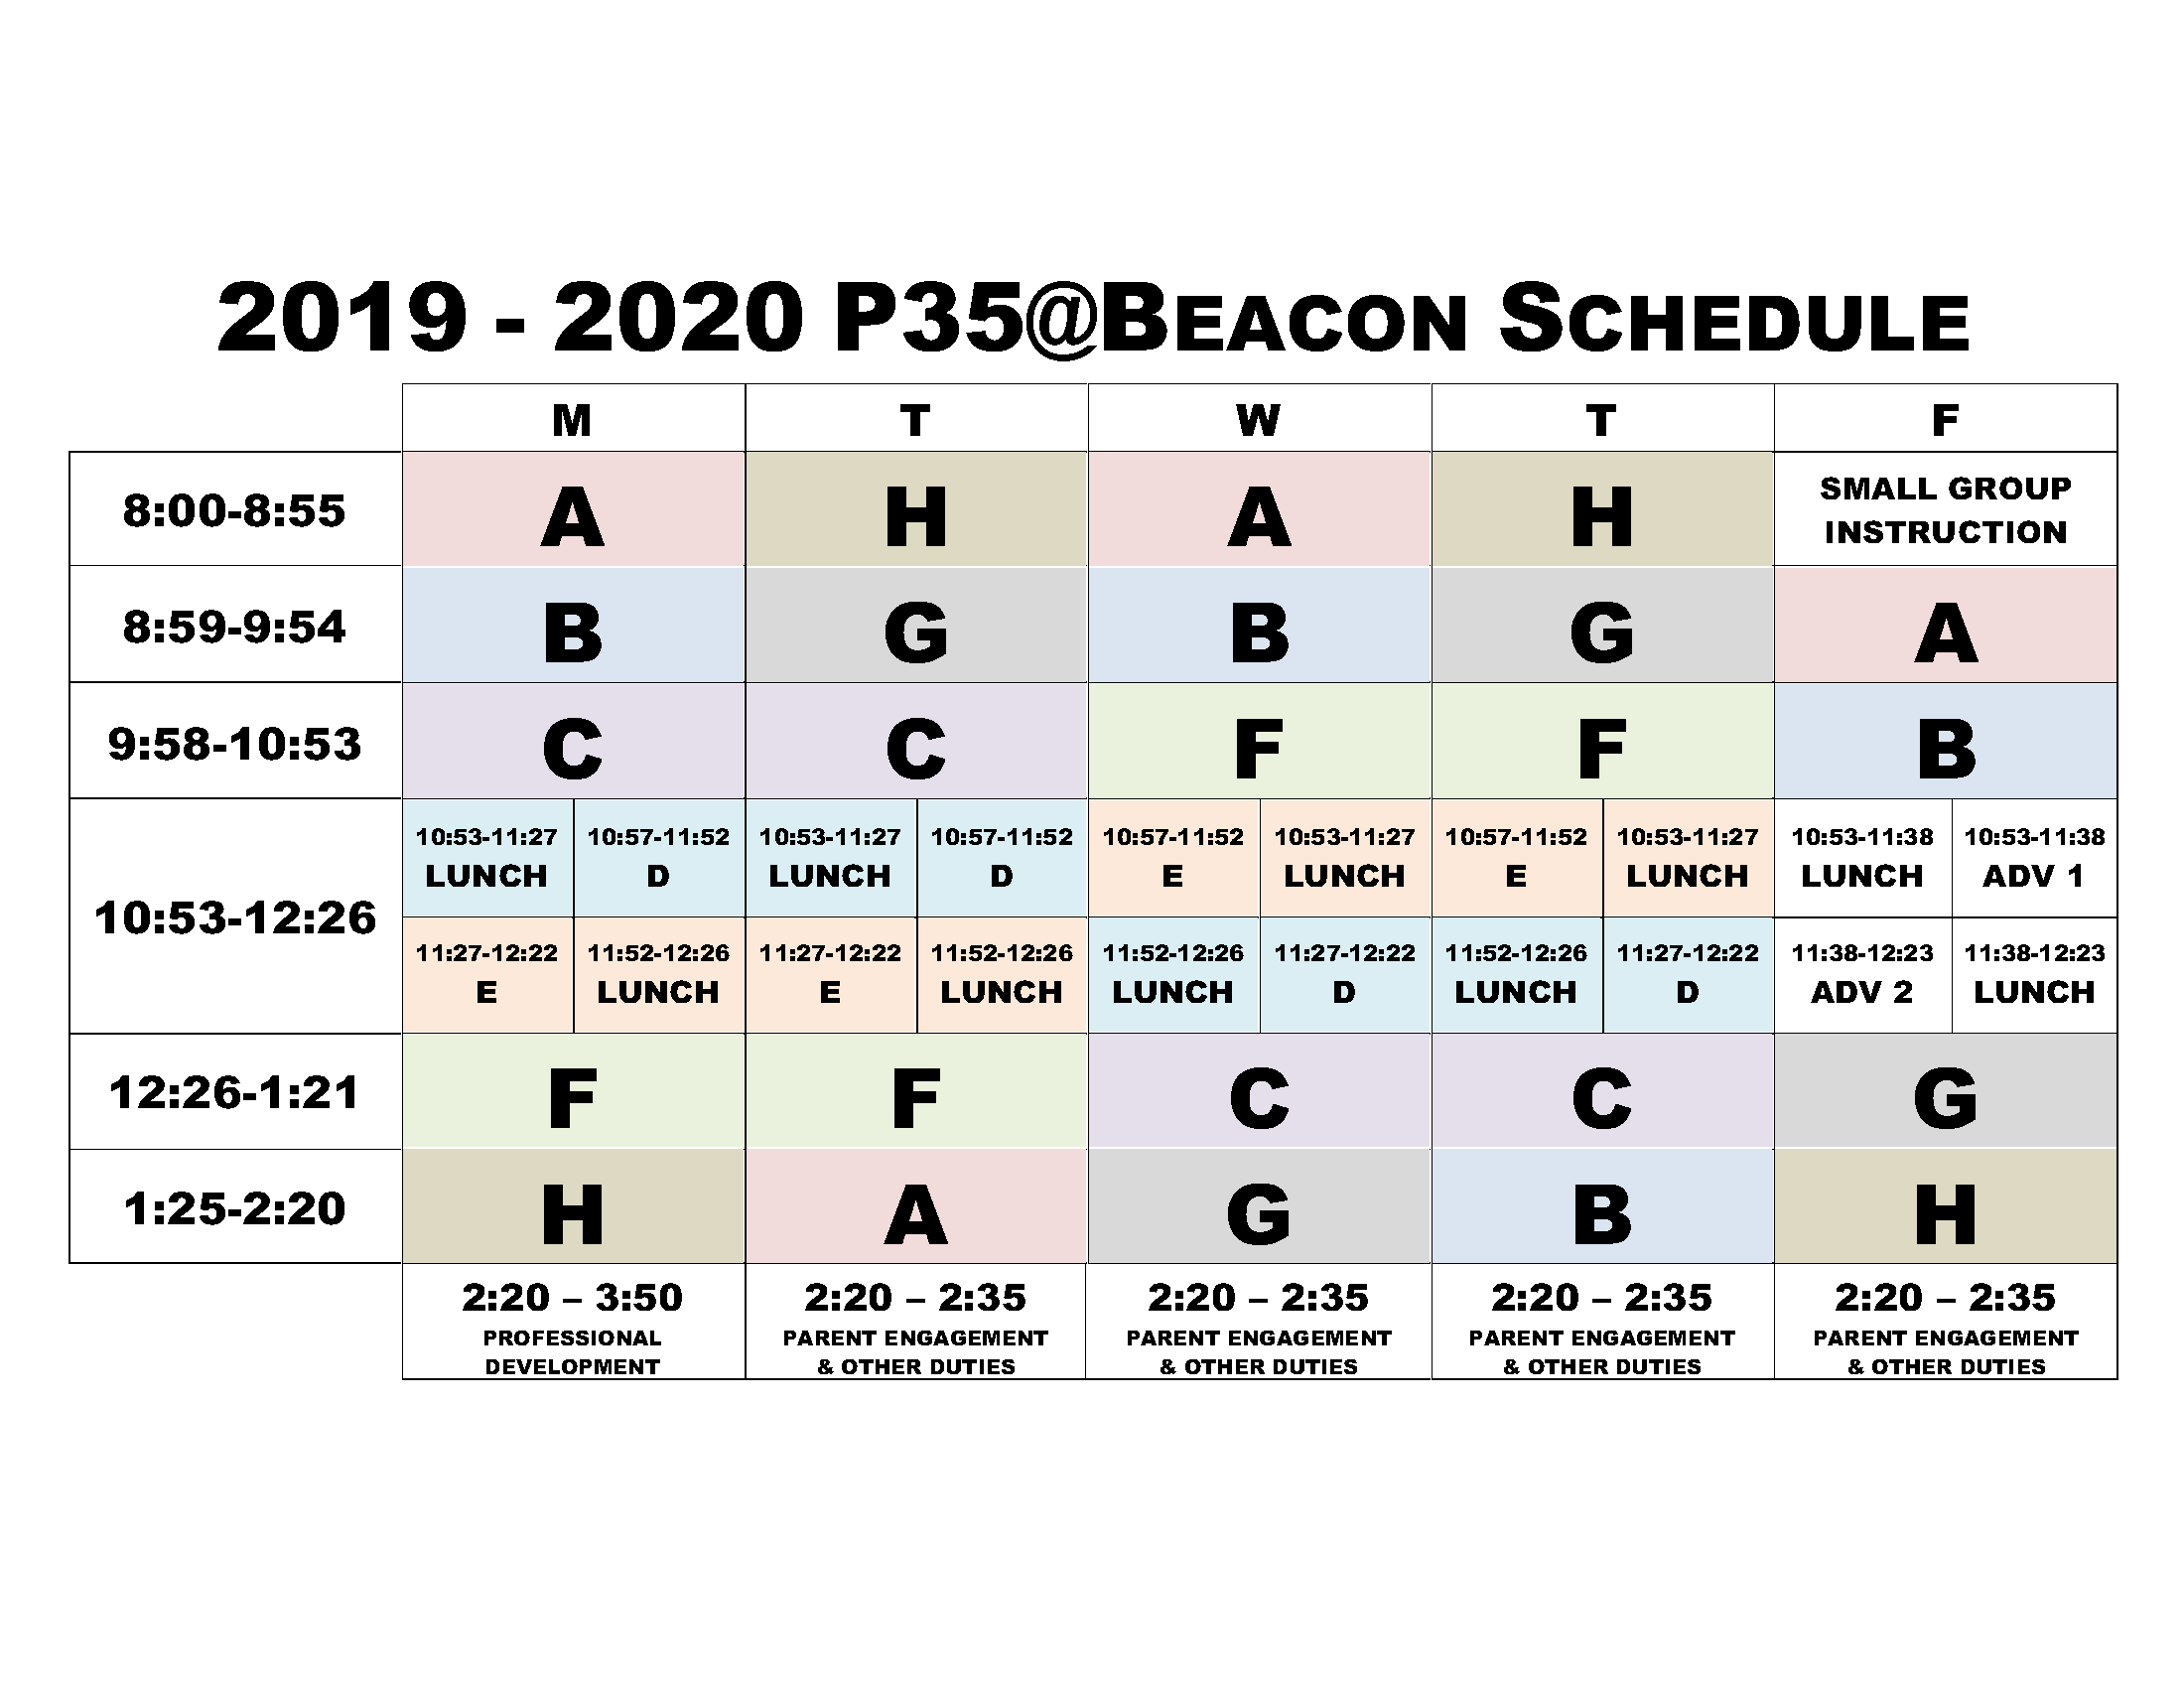 2019 - 2020 P35@BEACON SCHEDULE
M T W T F
8:00-8:55 A H A H SMALL GROUP
INSTRUCTION
8:59-9:54 B G B G A
9:58-10:53 C C F F B
10:53-12:26
10:53-11:27 10:57-11:52 10:53-11:27 10:57-11:52 10:57-11:52 10:53-11:27 10:57-11:52 10:53-11:27 10:53-11:38 10:53-11:38
LUNCH D LUNCH D E LUNCH E LUNCH LUNCH ADV 1
11:27-12:22 11:52-12:26 11:27-12:22 11:52-12:26 11:52-12:26 11:27-12:22 11:52-12:26 11:27-12:22 11:38-12:23 11:38-12:23
E LUNCH E LUNCH LUNCH D LUNCH D ADV 2 LUNCH
12:26-1:21 F F C C G
1:25-2:20 H A G B H
2:20 – 3:50 2:20 – 2:35 2:20 – 2:35 2:20 – 2:35 2:20 – 2:35
PROFESSIONAL PARENT ENGAGEMENT PARENT ENGAGEMENT PARENT ENGAGEMENT PARENT ENGAGEMENT
DEVELOPMENT & OTHER DUTIES & OTHER DUTIES & OTHER DUTIES & OTHER DUTIES